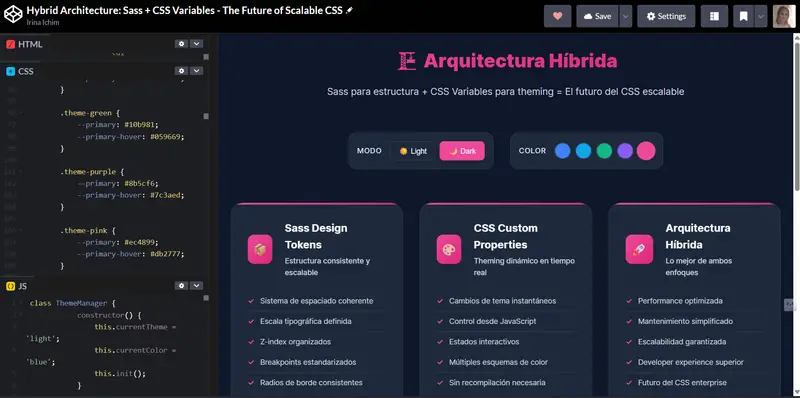 Hybrid Architecture: Sass + CSS Variables - The Future of Scalable CSS
Irina Ichim
Save
Settings
HTML
CSS
}
.theme-green {
--primary: #10b981;
--primary-hover: #059669;
}
.theme-purple {
--primary: #8b5cf6;
--primary-hover: #7c3aed;
}
.theme-pink {
--primary: #ec4899;
--primary-hover: #db2777;
}
JS
class ThemeManager {
constructor() {
this.currentTheme =
'light';
this.currentColor =
'blue';
this.init();
}
Arquitectura Híbrida
Sass para estructura + CSS Variables para theming = El futuro del CSS escalable
MODO
Light
Dark
COLOR
Sass Design
Tokens
Estructura consistente y
escalable
Sistema de espaciado coherente
Escala tipográfica definida
Z-index organizados
Breakpoints estandarizados
Radios de borde consistentes
CSS Custom
Properties
Theming dinámico en tiempo
real
Cambios de tema instantáneos
Control desde JavaScript
Estados interactivos
Múltiples esquemas de color
Sin recompilación necesaria
Arquitectura
Híbrida
Lo mejor de ambos
enfoques
Performance optimizada
Mantenimiento simplificado
Escalabilidad garantizada
Developer experience superior
Futuro del CSS enterprise